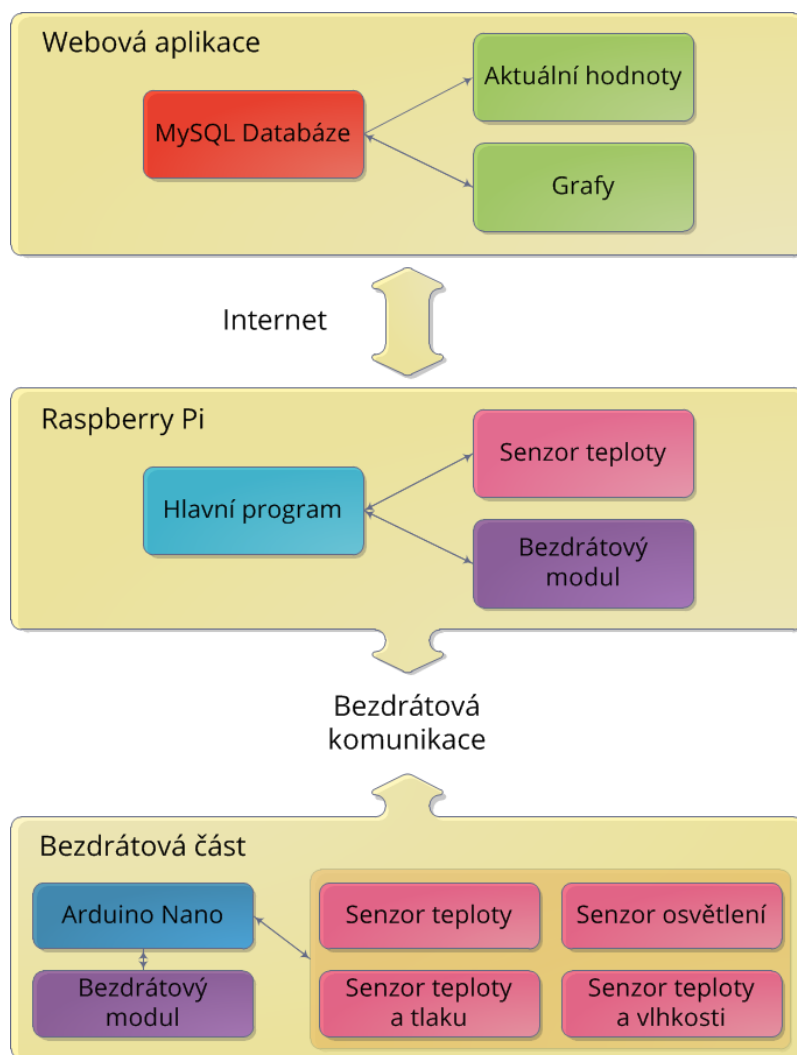 Webová aplikace
MySQL Databáze
Aktuální hodnoty
Grafy
Internet
Raspberry Pi
Hlavní program
Senzor teploty
Bezdrátový
modul
Bezdrátová
komunikace
Bezdrátová část
Arduino Nano
Bezdrátový
modul
Senzor teploty
Senzor osvětlení
Senzor teploty
a tlaku
Senzor teploty
a vlhkosti